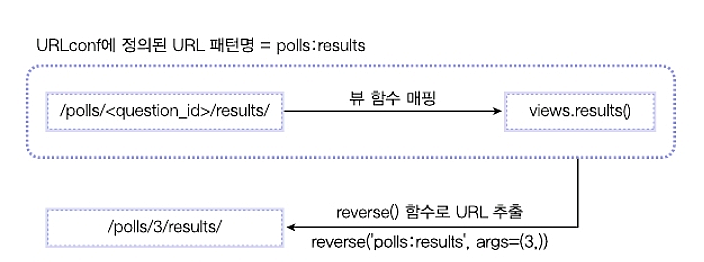 URLconf에 정의된 URL 패턴명 = polls:results
/polls/<question_id>/results/
뷰 함수 매핑
views.results()
reverse() 함수로 URL 추출
/polls/3/results/
reverse('polls:results', args=(3,))